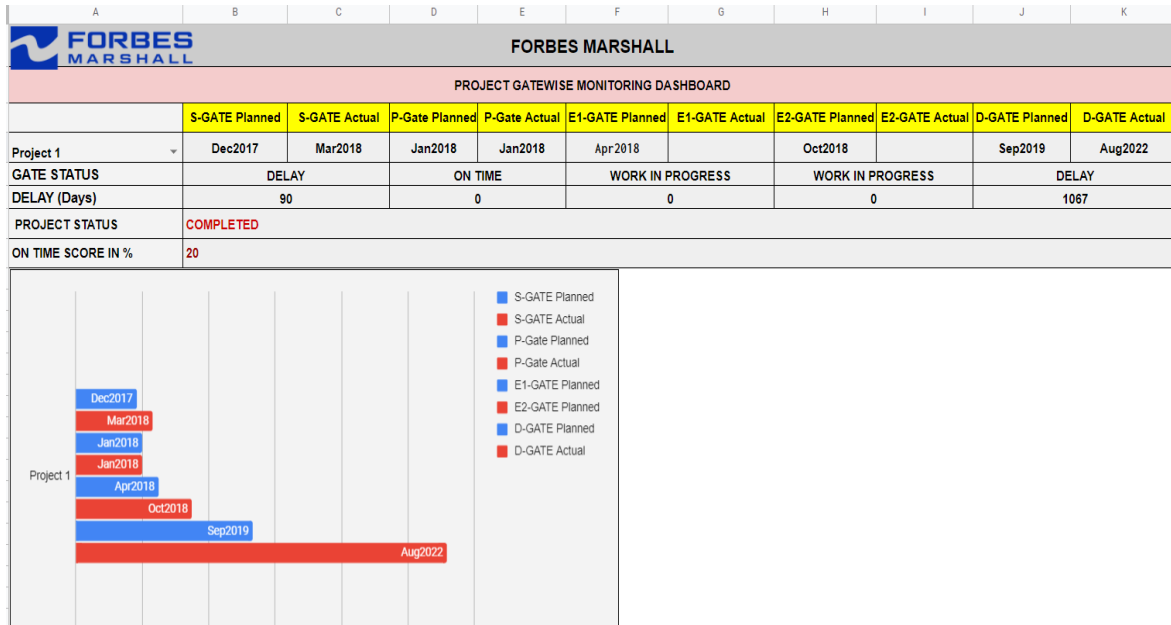 A B C D E F G H I J K
FORBES
MARSHALL
FORBES MARSHALL
PROJECT GATEWISE MONITORING DASHBOARD
S-GATE Planned S-GATE Actual P-Gate Planned P-Gate Actual E1-GATE Planned E1-GATE Actual E2-GATE Planned E2-GATE Actual D-GATE Planned D-GATE Actual
Project 1 Dec2017 Mar2018 Jan2018 Jan2018 Apr2018 Oct2018 Sep2019 Aug2022
GATE STATUS DELAY ON TIME WORK IN PROGRESS WORK IN PROGRESS DELAY
DELAY (Days) 90 0 0 0 1067
PROJECT STATUS COMPLETED
ON TIME SCORE IN % 20
S-GATE Planned
S-GATE Actual
P-Gate Planned
P-Gate Actual
E1-GATE Planned
E2-GATE Planned
D-GATE Planned
D-GATE Actual
Dec2017
Mar2018
Jan2018
Jan2018
Project 1
Apr2018
Oct2018
Sep2019
Aug2022